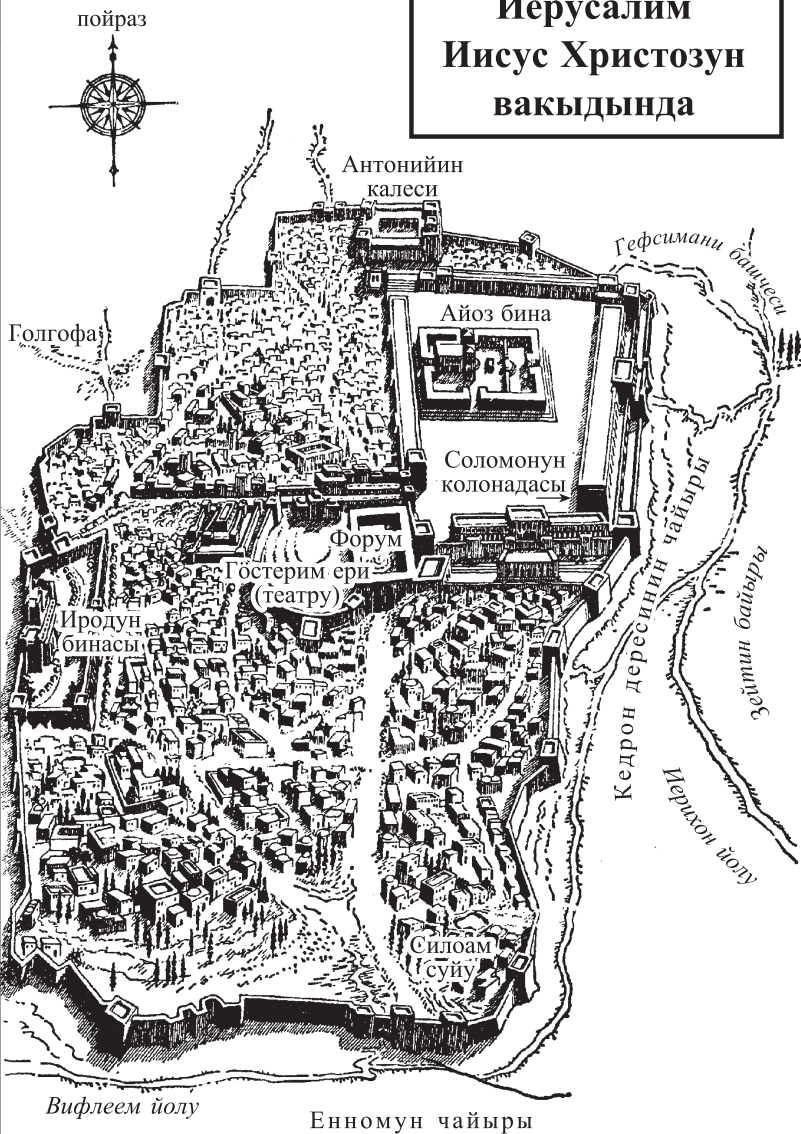 Иерусалим
Иисус Христозун
вакыдында
пойраз
Антонийин
калеси
Гефсимани башчеси
Айоз бина
Голгофа
Соломонун
колонадасы
Форум
Гостерим ери
(театру)
Иродун
бинасы
Кедрон дересинин чайыры
Зейтин байыры
Иерихон йолу
Силоам
суйу
Вифлеем йолу
Енномун чайыры